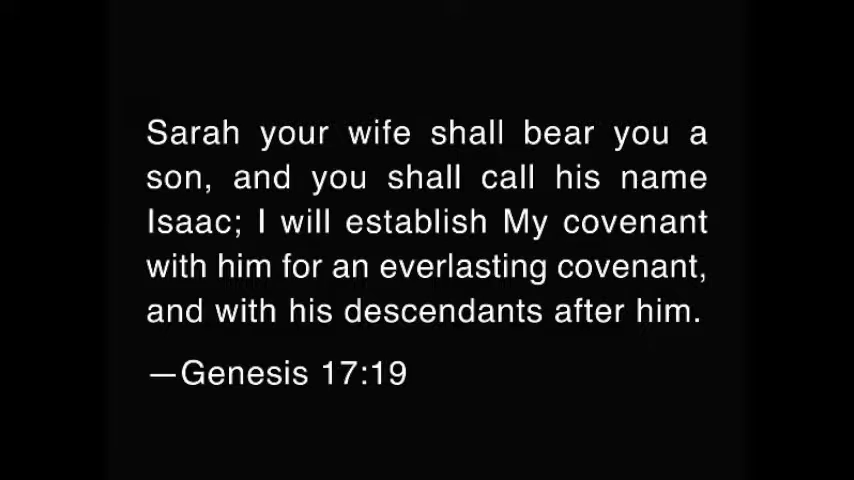 Sarah your wife shall bear you a
son, and you shall call his name
Isaac; I will establish My covenant
with him for an everlasting covenant,
and with his descendants after him.
—Genesis 17:19